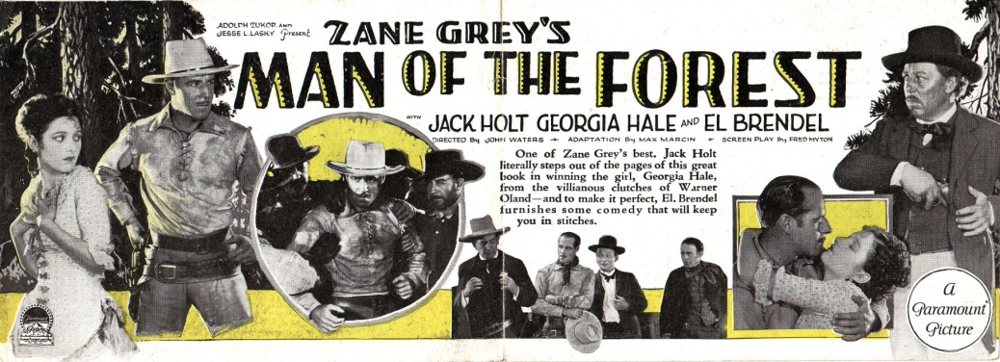 ADOLPH ZUKOR AND
JESSE L. LASKY Present
ZANE GREY'S
MAN OF THE FOREST
WITH JACK HOLT GEORGIA HALE AND EL BRENDEL
DIRECTED By JOHN WATERS ADAPTATION By MAX MARCIN SCREEN PLAY By FRED MYTON
One of Zane Grey's best. Jack Holt
literally steps out of the pages of this great
book in winning the girl, Georgia Hale,
from the villianous clutches of Warner
Oland—and to make it perfect, El. Brendel
furnishes some comedy that will keep
you in stitches.
A
Paramount
Picture
Paramount